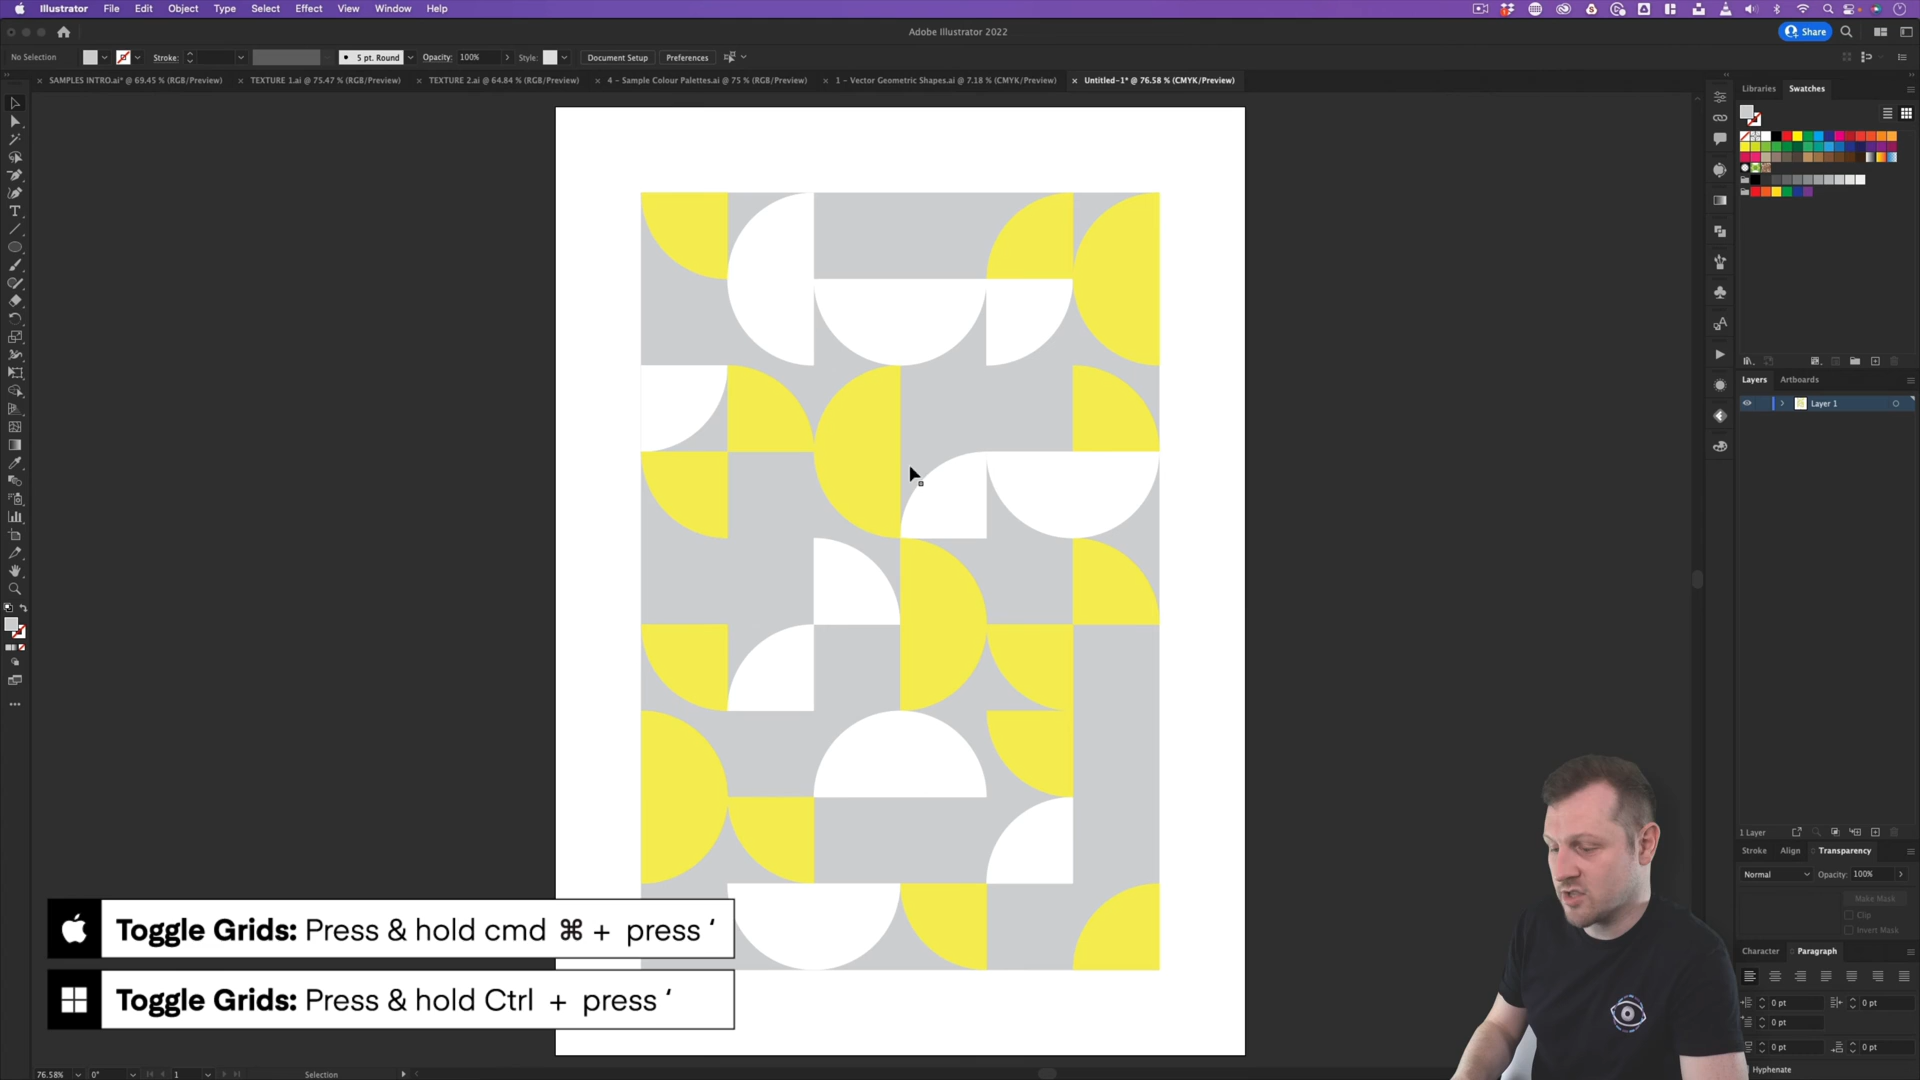 Illustrator File Edit Object Type Select Effect View Window Help
Adobe Illustrator 2022
Share
No Selection Stroke: 5 pt. Round Opacity: 100% Style: Document Setup Preferences
SAMPLES INTRO.ai* @ 69.45 % (RGB/Preview) TEXTURE 1.ai @ 75.47 % (RGB/Preview) TEXTURE 2.ai @ 64.84 % (RGB/Preview) 4 – Sample Colour Palettes.ai @ 75 % (RGB/Preview) 1 – Vector Geometric Shapes.ai @ 7.18 % (CMYK/Preview) Untitled-1* @ 76.58 % (CMYK/Preview)
Libraries Swatches
Layers Artboards
Layer 1
1 Layer
Stroke Align Transparency
Normal Opacity: 100%
Make Mask
Clip
Invert Mask
Character Paragraph
0 pt 0 pt
0 pt
0 pt 0 pt
Hyphenate
Toggle Grids: Press & hold cmd ⌘ + press ‘
Toggle Grids: Press & hold Ctrl + press ‘
76.58% 0° 1 Selection